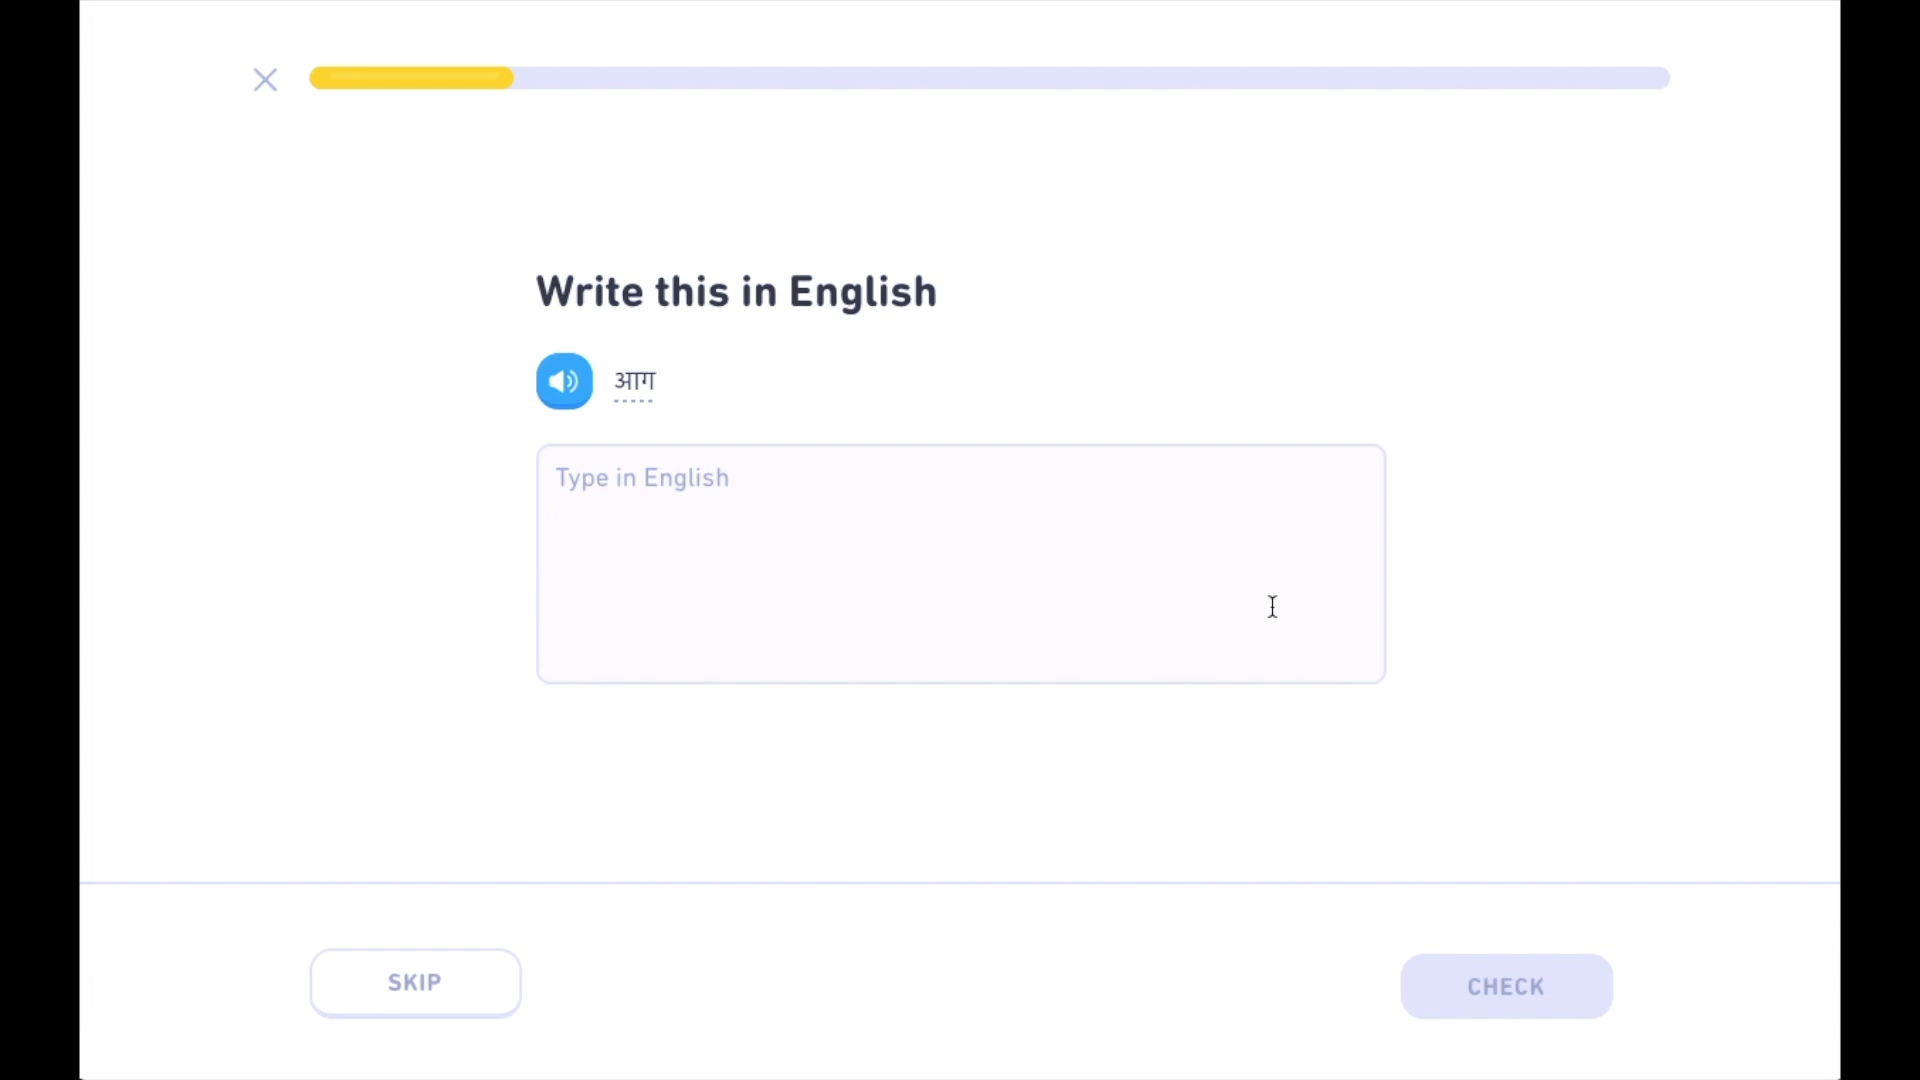 Write this in English
आग
Type in English
SKIP
CHECK